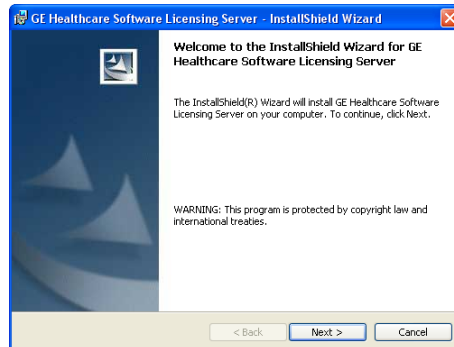 GE Healthcare Software Licensing Server - InstallShield Wizard
Welcome to the InstallShield Wizard for GE
Healthcare Software Licensing Server
The InstallShield(R) Wizard will install GE Healthcare Software
Licensing Server on your computer. To continue, click Next.
WARNING: This program is protected by copyright law and
international treaties.
< Back Next > Cancel